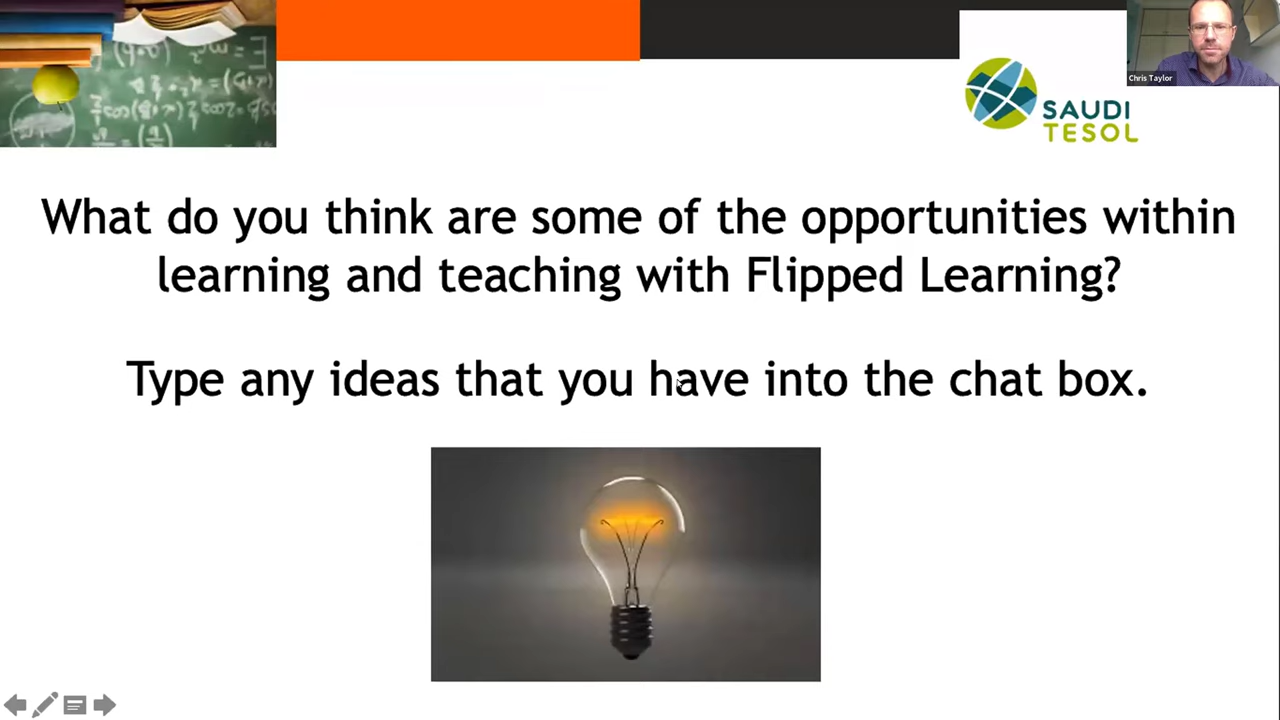 Chris Taylor
SAUDI
TESOL
What do you think are some of the opportunities within
learning and teaching with Flipped Learning?
Type any ideas that you have into the chat box.